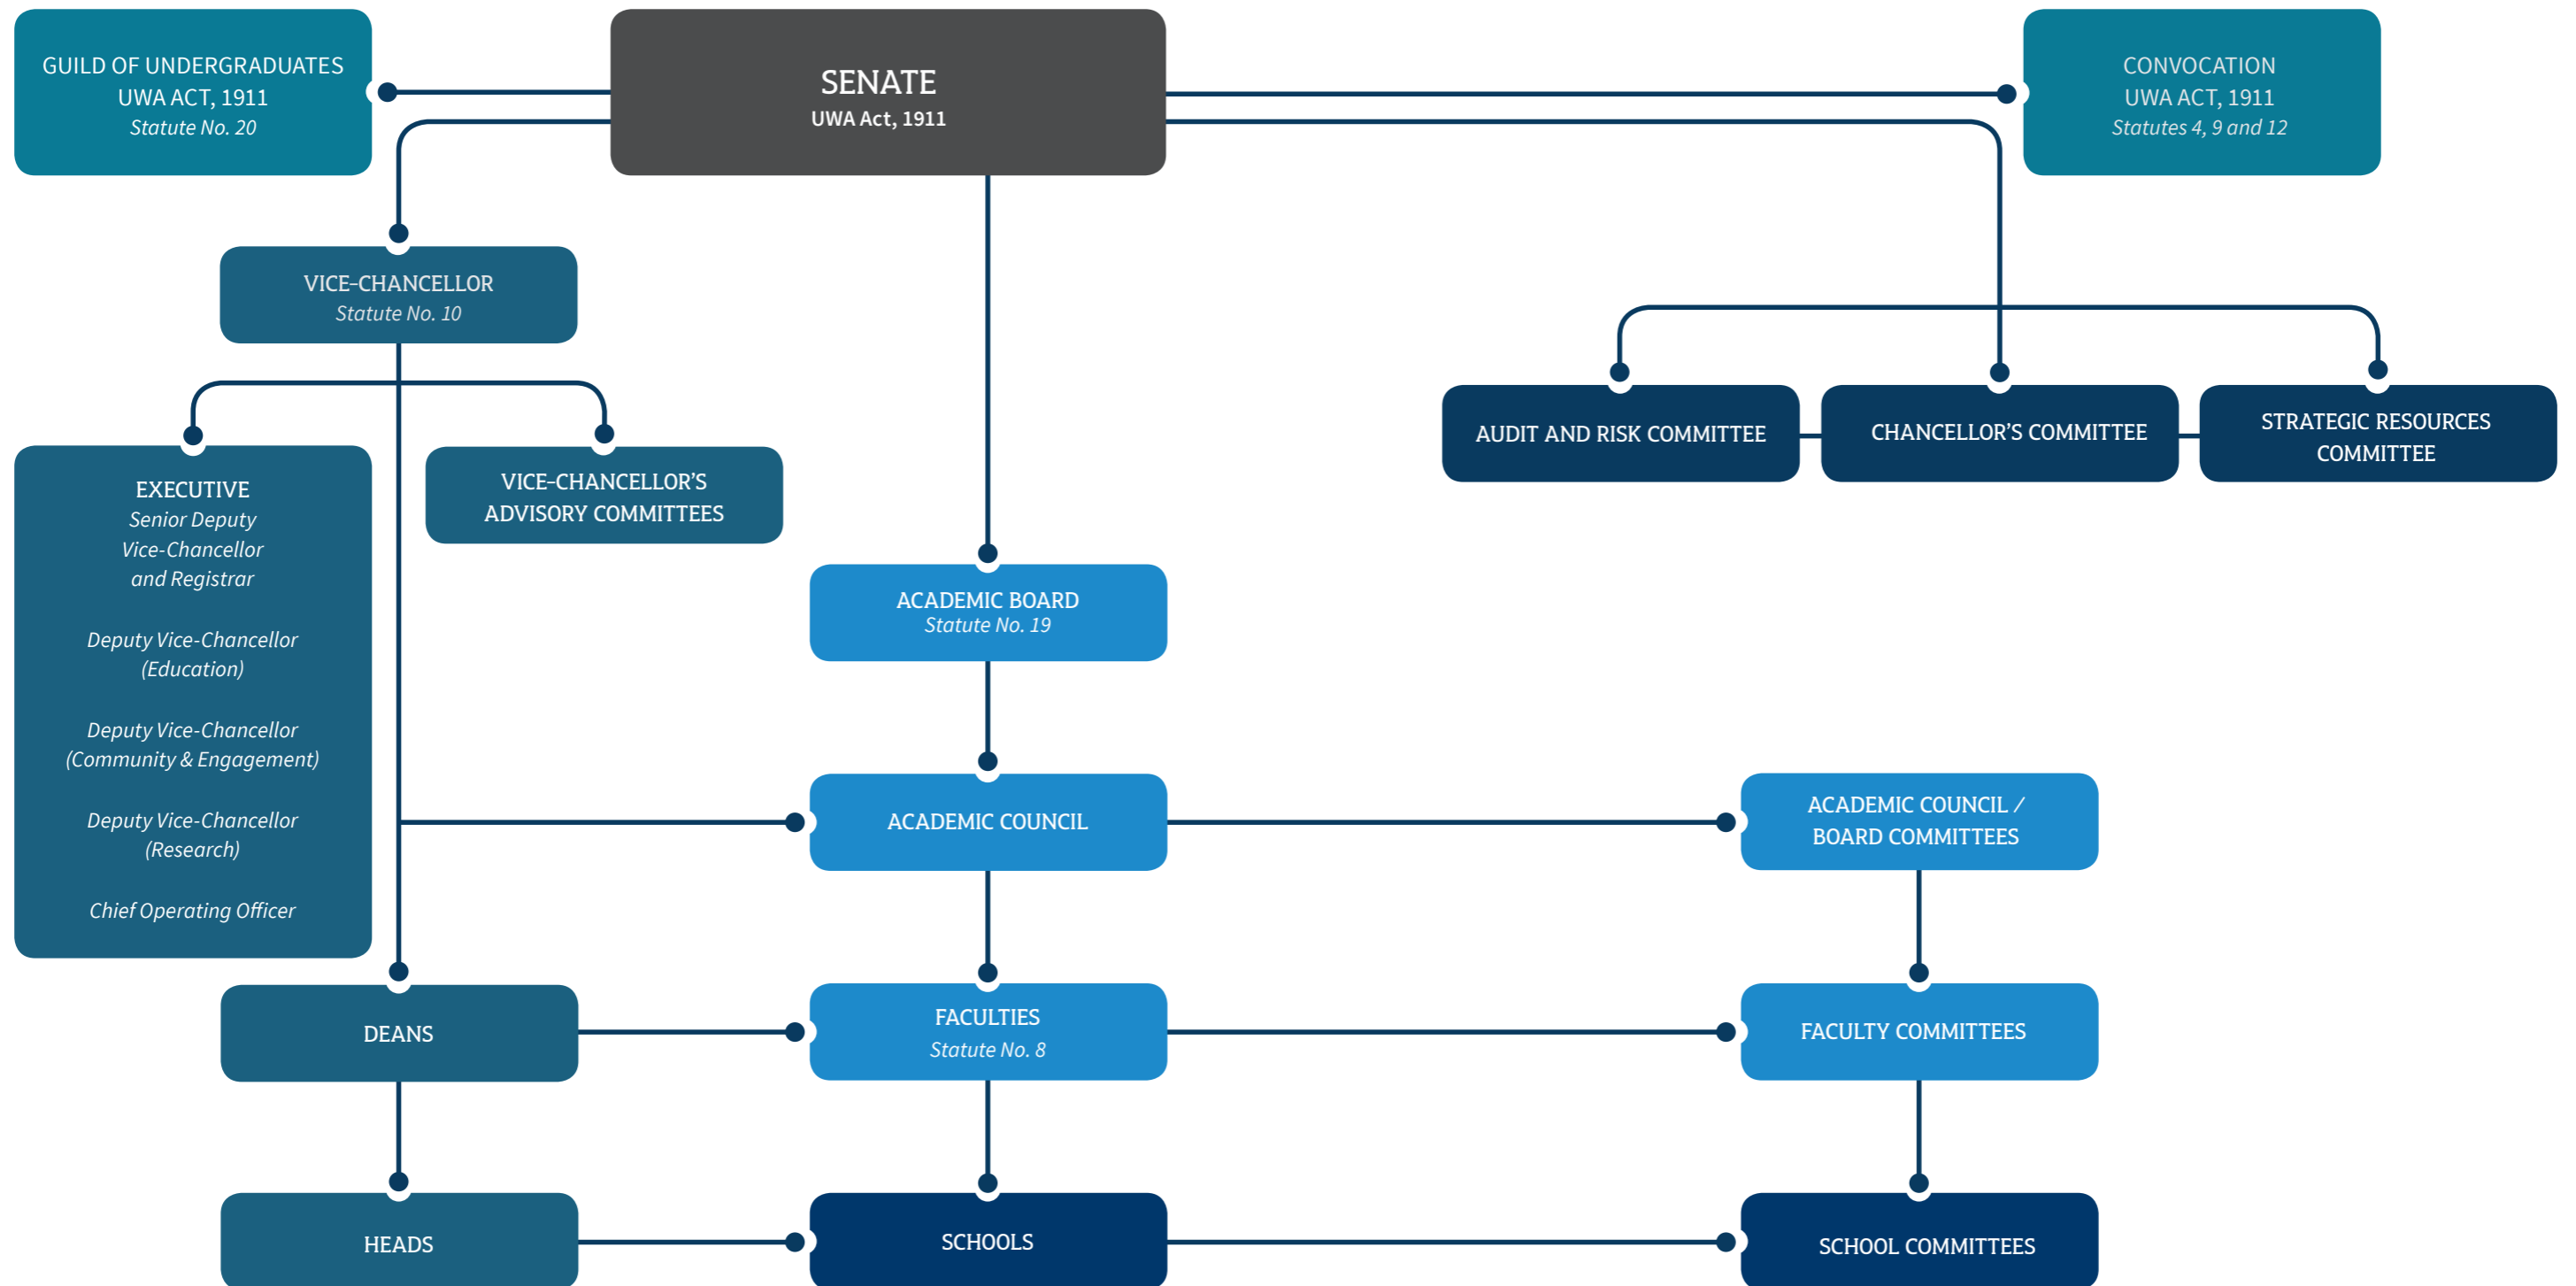 GUILD OF UNDERGRADUATES
UWA ACT, 1911
Statute No. 20
SENATE
UWA Act, 1911
CONVOCATION
UWA ACT, 1911
Statutes 4, 9 and 12
VICE-CHANCELLOR
Statute No. 10
EXECUTIVE
Senior Deputy
Vice-Chancellor
and Registrar
Deputy Vice-Chancellor
(Education)
Deputy Vice-Chancellor
(Community & Engagement)
Deputy Vice-Chancellor
(Research)
Chief Operating Officer
VICE-CHANCELLOR'S
ADVISORY COMMITTEES
AUDIT AND RISK COMMITTEE
CHANCELLOR'S COMMITTEE
STRATEGIC RESOURCES
COMMITTEE
ACADEMIC BOARD
Statute No. 19
ACADEMIC COUNCIL
ACADEMIC COUNCIL /
BOARD COMMITTEES
DEANS
FACULTIES
Statute No. 8
FACULTY COMMITTEES
HEADS
SCHOOLS
SCHOOL COMMITTEES